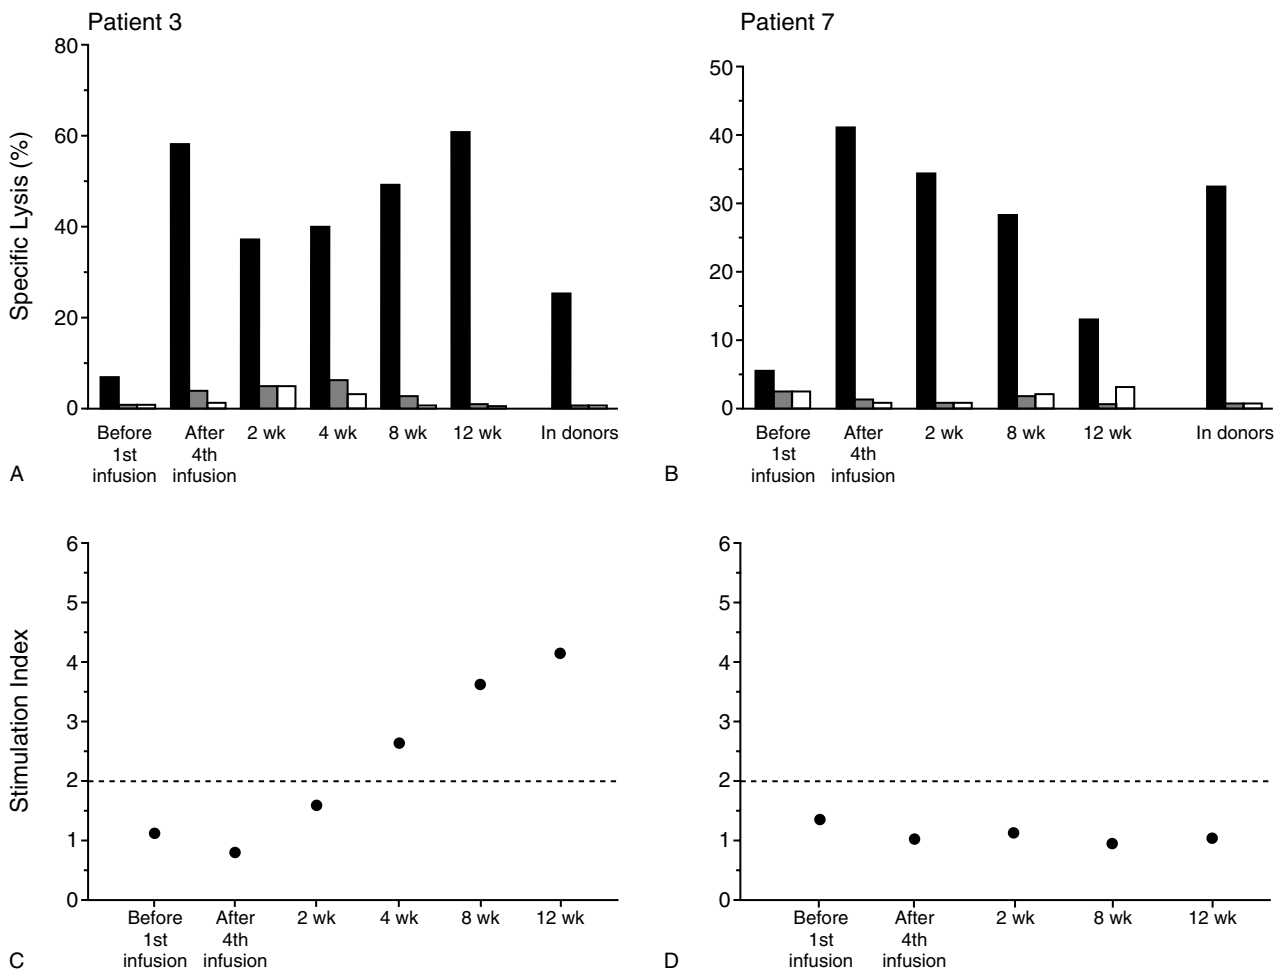 Patient 3
Specific Lysis (%)
80
60
40
20
0
Before
1st
infusion
After
4th
infusion
2 wk
4 wk
8 wk
12 wk
In donors
A
Patient 7
50
40
30
20
10
0
Before
1st
infusion
After
4th
infusion
2 wk
8 wk
12 wk
In donors
B
Stimulation Index
6
5
4
3
2
1
0
Before
1st
infusion
After
4th
infusion
2 wk
4 wk
8 wk
12 wk
C
6
5
4
3
2
1
0
Before
1st
infusion
After
4th
infusion
2 wk
8 wk
12 wk
D